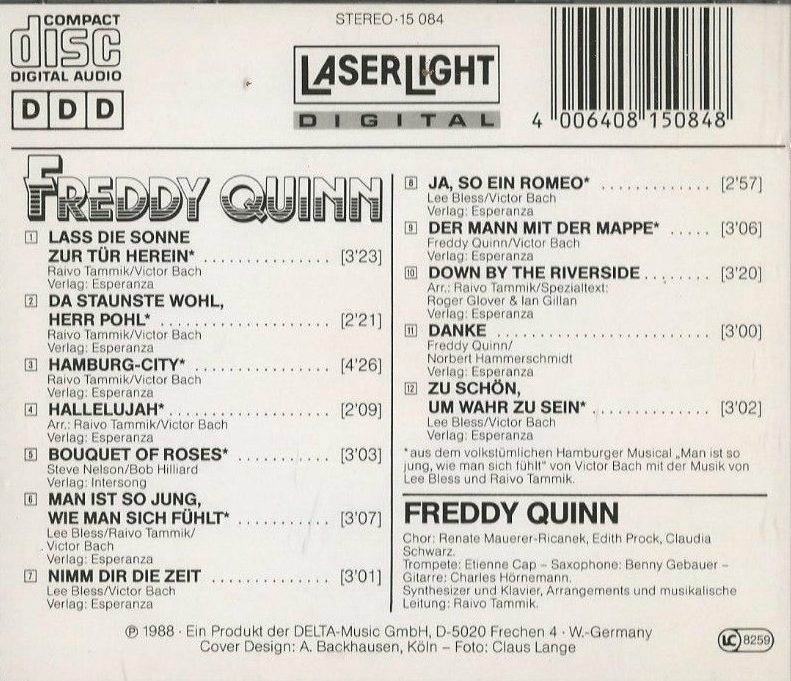 COMPACT
disc
DIGITAL AUDIO
D D D
STEREO·15 084
LASERLIGHT
DIGITAL
4 006408 150848
FREDDY QUINN
1 LASS DIE SONNE
ZUR TÜR HEREIN* ............... [3'23]
Raivo Tammik/Victor Bach
Verlag: Esperanza
2 DA STAUNSTE WOHL,
HERR POHL* .................... [2'21]
Raivo Tammik/Victor Bach
Verlag: Esperanza
3 HAMBURG-CITY* ................ [4'26]
Raivo Tammik/Victor Bach
Verlag: Esperanza
4 HALLELUJAH* ................... [2'09]
Arr.: Raivo Tammik/Victor Bach
Verlag: Esperanza
5 BOUQUET OF ROSES* ........... [3'03]
Steve Nelson/Bob Hilliard
Verlag: Intersong
6 MAN IST SO JUNG,
WIE MAN SICH FÜHLT* ........... [3'07]
Lee Bless/Raivo Tammik/
Victor Bach
Verlag: Esperanza
7 NIMM DIR DIE ZEIT .............. [3'01]
Lee Bless/Victor Bach
Verlag: Esperanza
8 JA, SO EIN ROMEO* ............. [2'57]
Lee Bless/Victor Bach
Verlag: Esperanza
9 DER MANN MIT DER MAPPE* ..... [3'06]
Freddy Quinn/Victor Bach
Verlag: Esperanza
10 DOWN BY THE RIVERSIDE ........ [3'20]
Arr.: Raivo Tammik/Spezialtext:
Roger Glover & Ian Gillan
Verlag: Esperanza
11 DANKE ........................ [3'00]
Freddy Quinn/
Norbert Hammerschmidt
Verlag: Esperanza
12 ZU SCHÖN,
UM WAHR ZU SEIN* ............. [3'02]
Lee Bless/Victor Bach
Verlag: Esperanza
*aus dem volkstümlichen Hamburger Musical „Man ist so
jung, wie man sich fühlt" von Victor Bach mit der Musik von
Lee Bless und Raivo Tammik.
FREDDY QUINN
Chor: Renate Mauerer-Ricanek, Edith Prock, Claudia
Schwarz.
Trompete: Etienne Cap – Saxophone: Benny Gebauer –
Gitarre: Charles Hörnemann.
Synthesizer und Klavier, Arrangements und musikalische
Leitung: Raivo Tammik.
℗ 1988 · Ein Produkt der DELTA-Music GmbH, D-5020 Frechen 4 · W.-Germany
Cover Design: A. Backhausen, Köln – Foto: Claus Lange
LC 8259